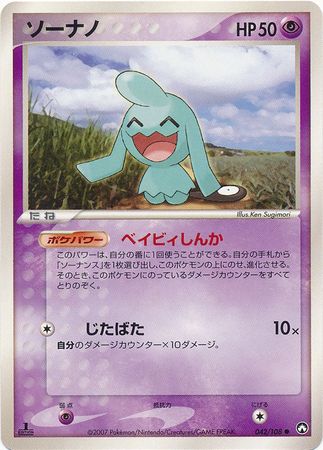 ソーナノ HP50
たね
Illus.Ken Sugimori
ポケパワー ベイビィしんか
このパワーは、自分の番に1回使うことができる。自分の手札から
「ソーナンス」を1枚選び出し、このポケモンの上にのせ、進化させる。
そのとき、このポケモンにのっているダメージカウンターをすべ
てとりのぞく。
じたばた 10×
自分のダメージカウンター×10ダメージ。
弱点 抵抗力 にげる
1 EDITION
©2007 Pokémon/Nintendo/Creatures/GAME FREAK.
042/108